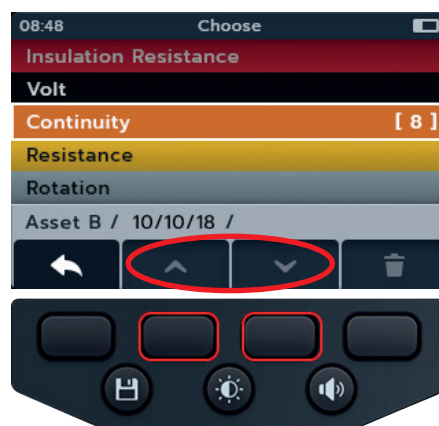 08:48 Choose
Insulation Resistance
Volt
Continuity [ 8 ]
Resistance
Rotation
Asset B / 10/10/18 /